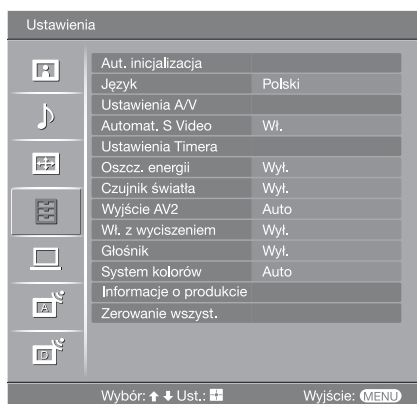 Ustawienia
Aut. inicjalizacja
Język Polski
Ustawienia A/V
Automat. S Video Wł.
Ustawienia Timera
Oszcz. energii Wył.
Czujnik światła Wył.
Wyjście AV2 Auto
Wł. z wyciszeniem Wył.
Głośnik Wył.
System kolorów Auto
Informacje o produkcie
A
Zerowanie wszyst.
D
Wybór: Ust.: Wyjście: MENU